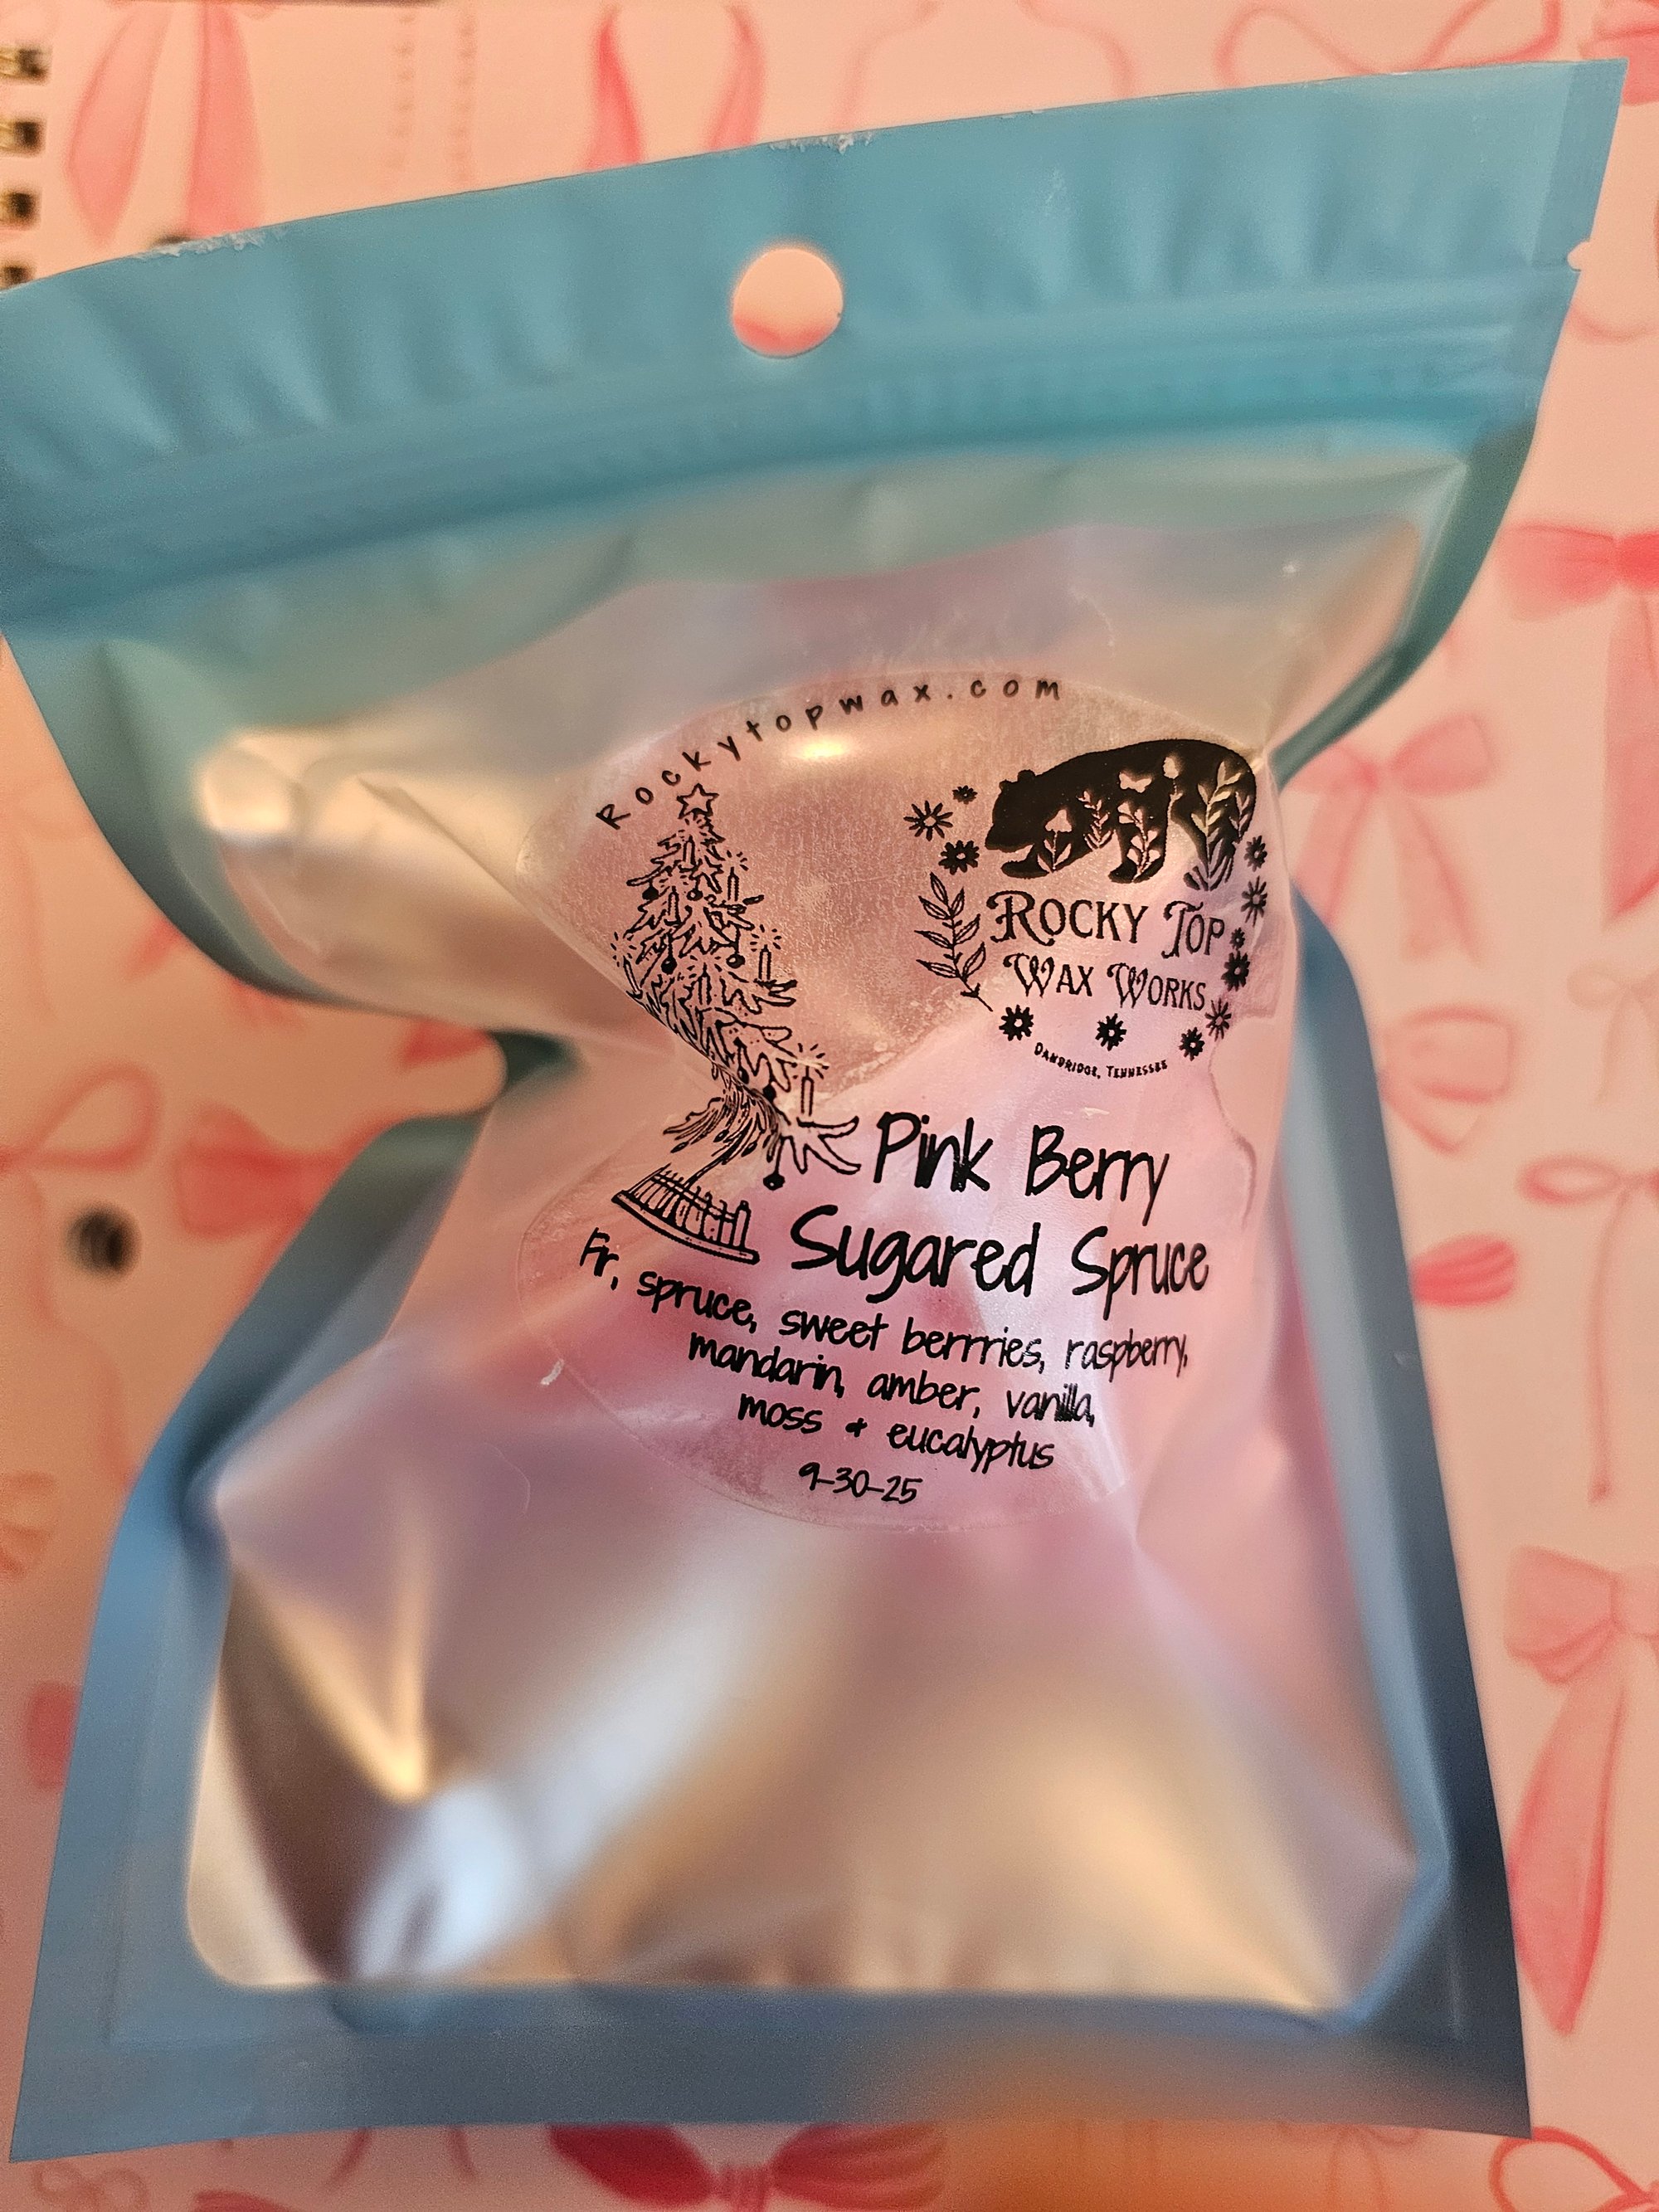 Rockytopwax.com
Rocky Top
Wax Works
Dandridge, Tennessee
Pink Berry
Sugared Spruce
Fir, spruce, sweet berrries, raspberry,
mandarin, amber, vanilla,
moss + eucalyptus
9-30-25